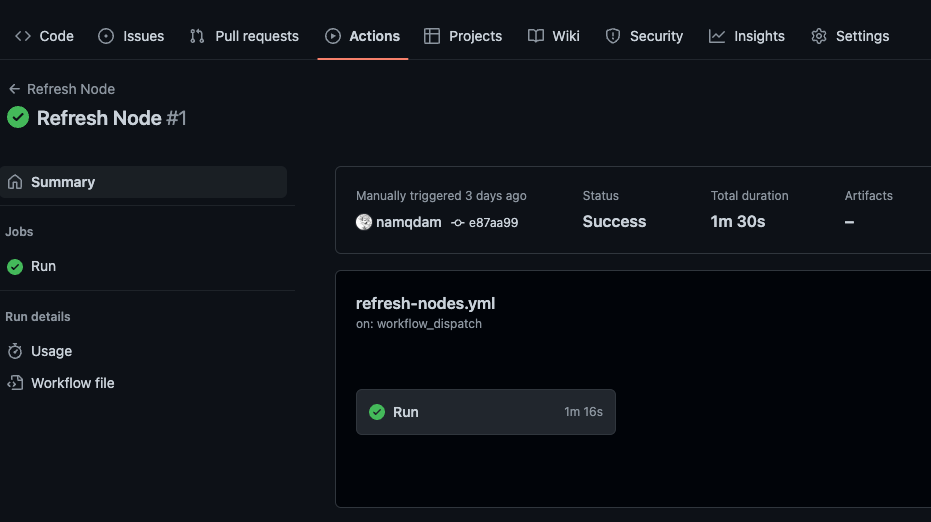 Code Issues Pull requests Actions Projects Wiki Security Insights Settings
Refresh Node
Refresh Node #1
Summary
Jobs
Run
Run details
Usage
Workflow file
Manually triggered 3 days ago
namqdam e87aa99
Status
Success
Total duration
1m 30s
Artifacts
–
refresh-nodes.yml
on: workflow_dispatch
Run 1m 16s